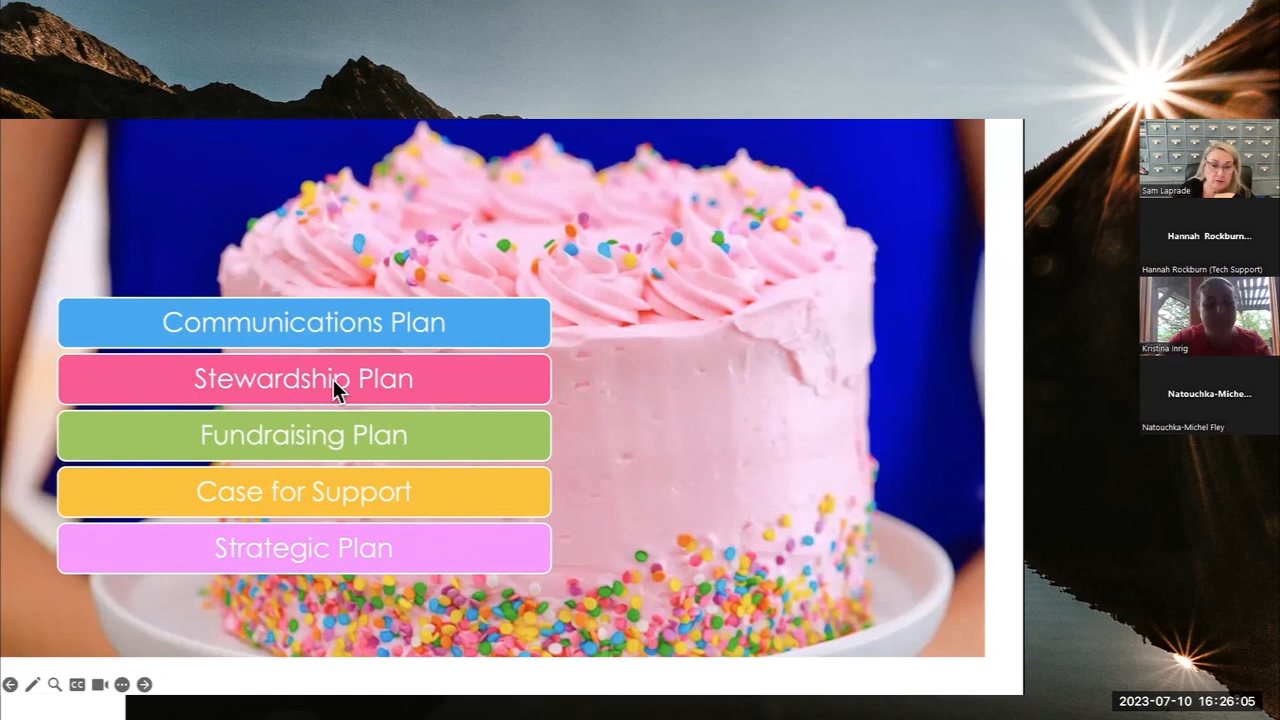 Communications Plan
Stewardship Plan
Fundraising Plan
Case for Support
Strategic Plan
Sam Laprade
Hannah Rockburn...
Hannah Rockburn (Tech Support)
Kristina Inrig
Natouchka-Miche...
Natouchka-Michel Fley
CC
2023-07-10 16:26:05